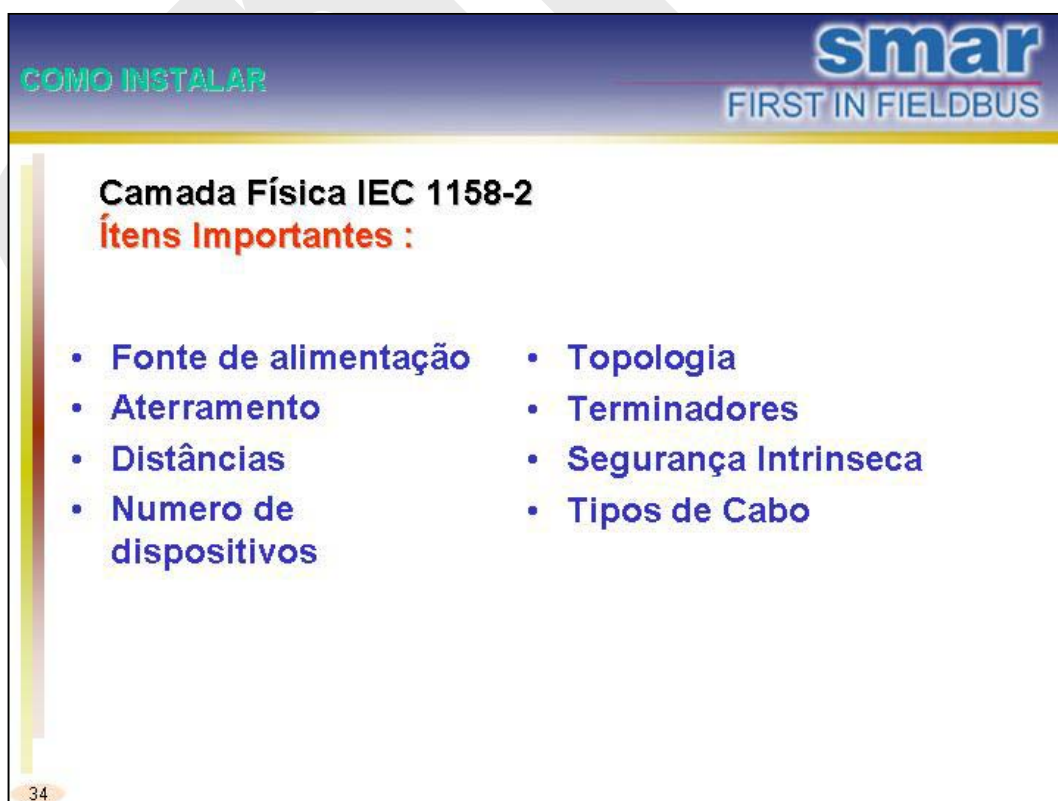 COMO INSTALAR
smar
FIRST IN FIELDBUS
Camada Física IEC 1158-2
Ítens Importantes :
• Fonte de alimentação
• Aterramento
• Distâncias
• Numero de
dispositivos
• Topologia
• Terminadores
• Segurança Intrinseca
• Tipos de Cabo
34